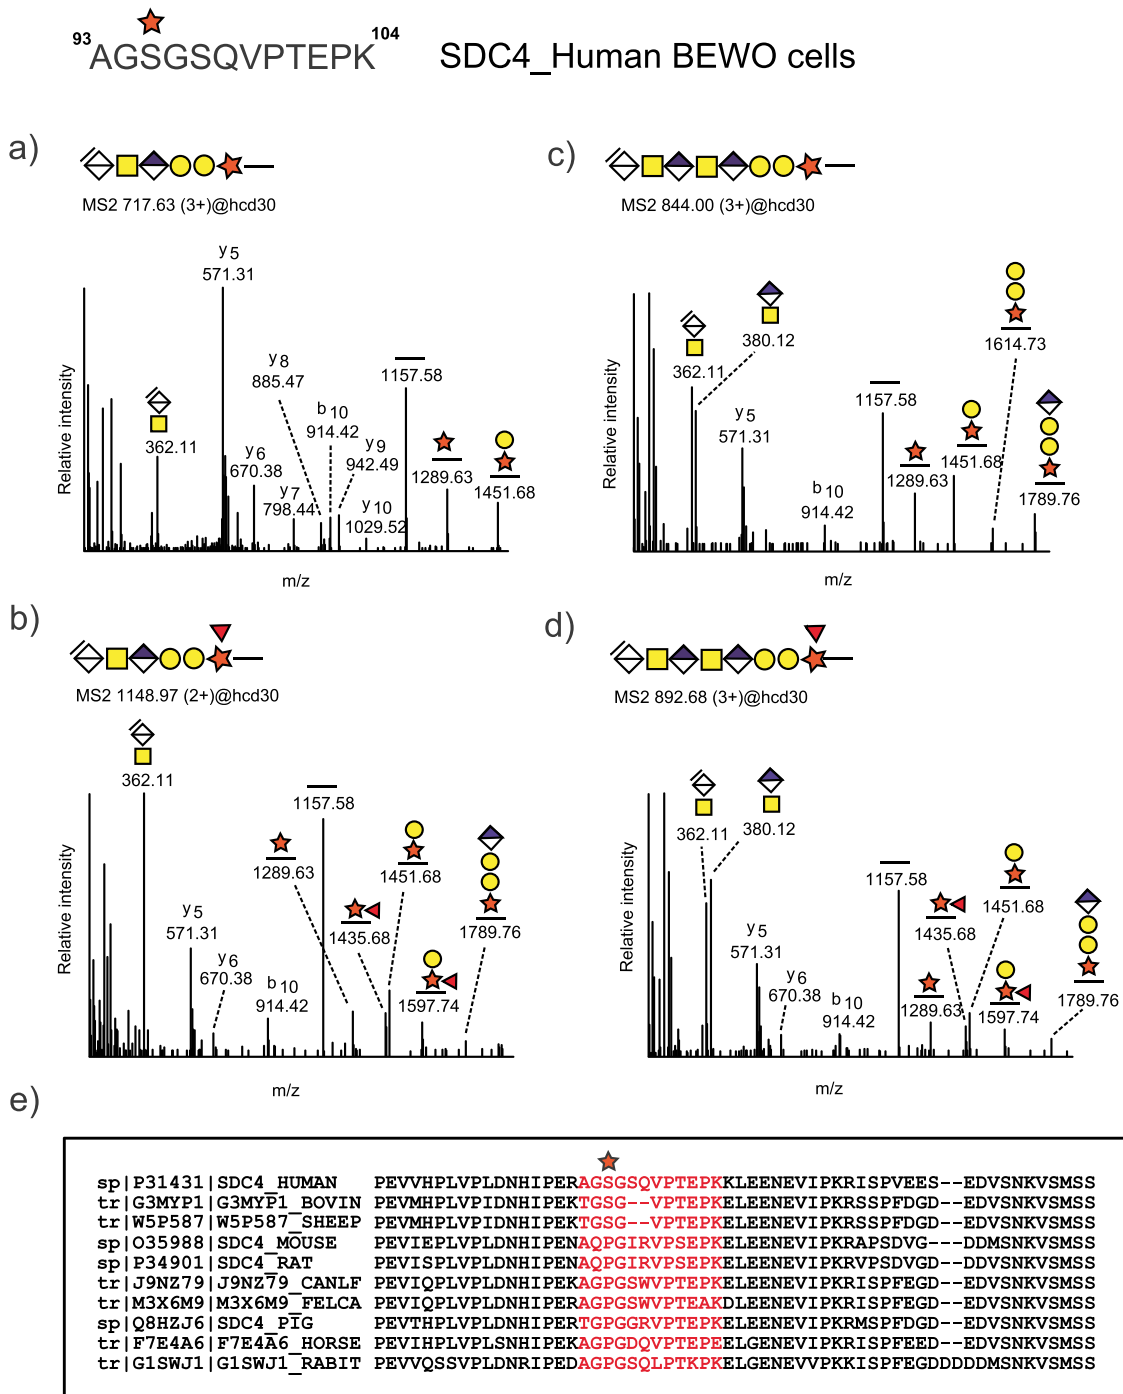 93AGSGSQVPTEPK104 SDC4_Human BEWO cells
a)
MS2 717.63 (3+)@hcd30
Relative intensity
y5
571.31
362.11
y6
670.38
y7
798.44
y8
885.47
b10
914.42
y9
942.49
y10
1029.52
1157.58
1289.63
1451.68
m/z
c)
MS2 844.00 (3+)@hcd30
Relative intensity
362.11
380.12
y5
571.31
b10
914.42
1157.58
1289.63
1451.68
1614.73
1789.76
m/z
b)
MS2 1148.97 (2+)@hcd30
Relative intensity
362.11
y5
571.31
y6
670.38
b10
914.42
1157.58
1289.63
1435.68
1451.68
1597.74
1789.76
m/z
d)
MS2 892.68 (3+)@hcd30
Relative intensity
362.11
380.12
y5
571.31
y6
670.38
b10
914.42
1157.58
1289.63
1435.68
1451.68
1597.74
1789.76
m/z
e)
sp|P31431|SDC4_HUMAN PEVVHPLVPLDNHIPERAGSGSQVPTEPKKLEENEVIPKRISPVEES--EDVSNKVSMSS
tr|G3MYP1|G3MYP1_BOVIN PEVMHPLVPLDNHIPEKTGSG--VPTEPKELEENEVIPKRSSPFDGD--EDVSNKVSMSS
tr|W5P587|W5P587_SHEEP PEVMHPLVPLDNHIPEKTGSG--VPTEPKELEENEVIPKRSSPFDGD--EDVSNKVSMSS
sp|O35988|SDC4_MOUSE PEVIEPLVPLDNHIPENAQPGIRVPSEPKELEENEVIPKRAPSDVG--DDMSNKVSMSS
sp|P34901|SDC4_RAT PEVISPLVPLDNHIPENAQPGIRVPSEPKELEENEVIPKRVPSDVG--DDMSNKVSMSS
tr|J9NZ79|J9NZ79_CANLF PEVIQPLVPLDNHIPEKAGPGSWVPTEPKELEENEVIPKRISPFEGD--EDVSNKVSMSS
tr|M3X6M9|M3X6M9_FELCA PEVIQPLVPLDNHIPEKAGPGSWVPTEAKDLEENEVIPKRISPFEGD--EDVSNKVSMSS
sp|Q8HZJ6|SDC4_PIG PEVTHPLVPLDNHIPERTGPGGRVPTEPKELEENEVIPKRMSPFDGD--EDVSNKVSMSS
tr|F7E4A6|F7E4A6_HORSE PEVIHPLVPLSNHIPEKAGPGDQVPTEPEELGENEVIPKRISPFEED--EDVSNKVSMSS
tr|G1SWJ1|G1SWJ1_RABIT PEVVQSSVPLDNRIPEDAGPGSQLPTKPKELGENEVVPKKISPFEGDDDDDMSNKVSMSS